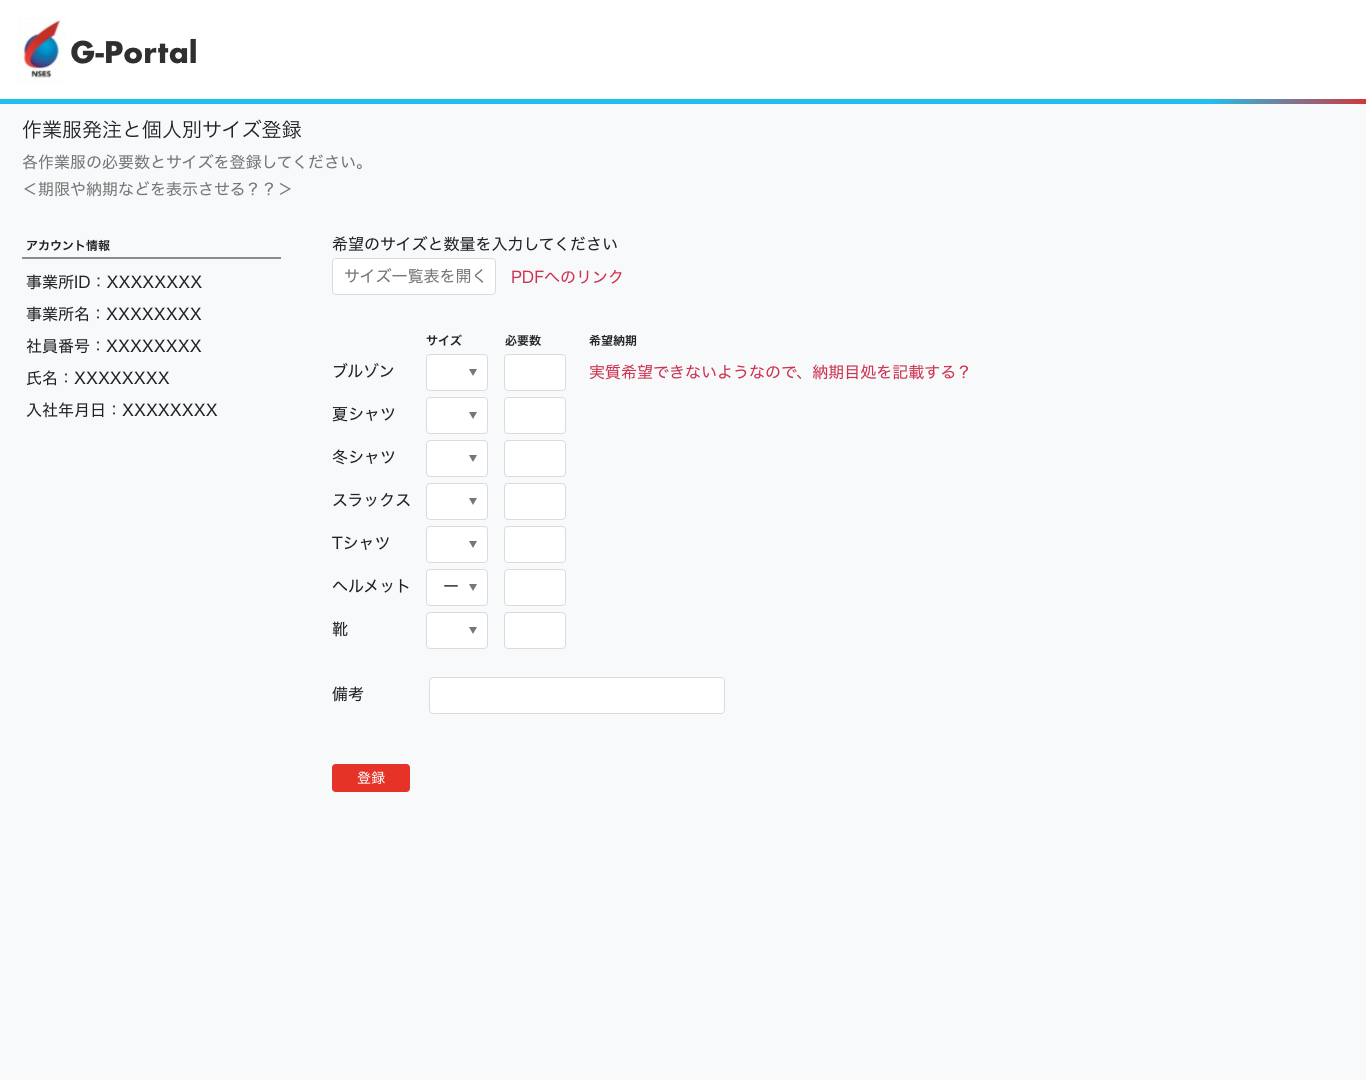 NSES
G-Portal
作業服発注と個人別サイズ登録
各作業服の必要数とサイズを登録してください。
＜期限や納期などを表示させる？？＞
アカウント情報
事業所ID：XXXXXXXX
事業所名：XXXXXXXX
社員番号：XXXXXXXX
氏名：XXXXXXXX
入社年月日：XXXXXXXX
希望のサイズと数量を入力してください
サイズ一覧表を開く PDFへのリンク
サイズ 必要数 希望納期
ブルゾン ▼ 実質希望できないようなので、納期目処を記載する？
夏シャツ ▼
冬シャツ ▼
スラックス ▼
Tシャツ ▼
ヘルメット ー ▼
靴 ▼
備考
登録